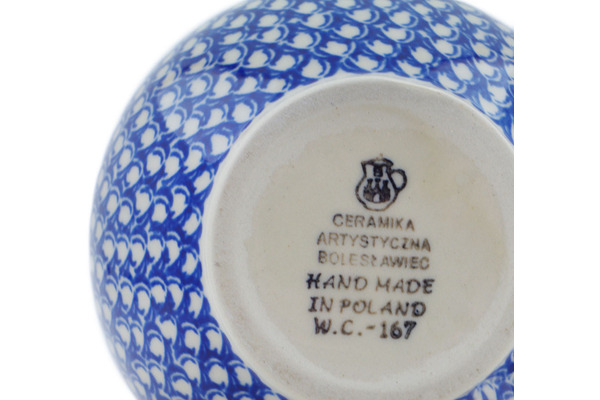 CERAMIKA
ARTYSTYCZNA
BOLESŁAWIEC
HAND MADE
IN POLAND
W.C.-167